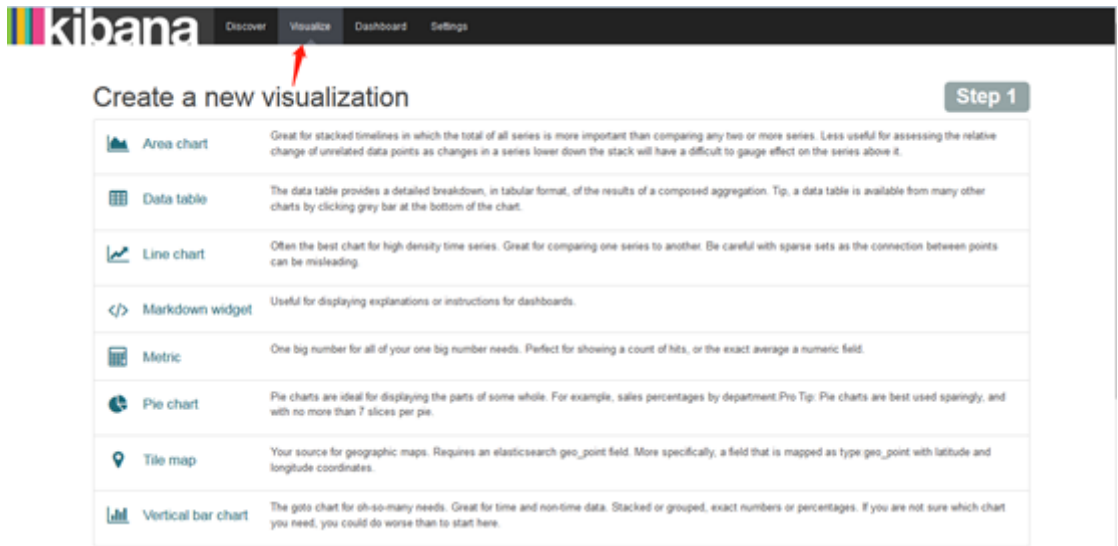 kibana Discover Visualize Dashboard Settings
Create a new visualization Step 1
Area chart
Great for stacked timelines in which the total of all series is more important than comparing any two or more series. Less useful for assessing the relative
change of unrelated data points as changes in a series lower down the stack will have a difficult to gauge effect on the series above it.
Data table
The data table provides a detailed breakdown, in tabular format, of the results of a composed aggregation. Tip, a data table is available from many other
charts by clicking grey bar at the bottom of the chart.
Line chart
Often the best chart for high density time series. Great for comparing one series to another. Be careful with sparse sets as the connection between points
can be misleading.
Markdown widget
Useful for displaying explanations or instructions for dashboards.
Metric
One big number for all of your one big number needs. Perfect for showing a count of hits, or the exact average a numeric field.
Pie chart
Pie charts are ideal for displaying the parts of some whole. For example, sales percentages by department.Pro Tip: Pie charts are best used sparingly, and
with no more than 7 slices per pie.
Tile map
Your source for geographic maps. Requires an elasticsearch geo_point field. More specifically, a field that is mapped as type:geo_point with latitude and
longitude coordinates.
Vertical bar chart
The goto chart for oh-so-many needs. Great for time and non-time data. Stacked or grouped, exact numbers or percentages. If you are not sure which chart
you need, you could do worse than to start here.